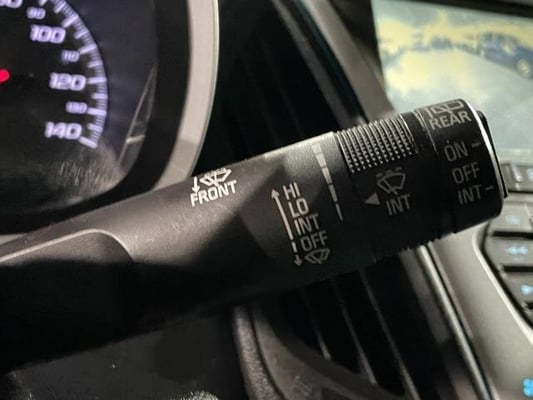 100
120
140
FRONT
HI
LO
INT
OFF
INT
REAR
ON
OFF
INT